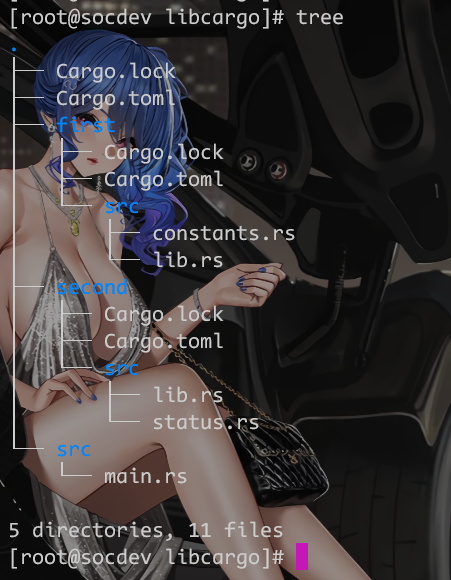 [root@socdev libcargo]# tree
.
├── Cargo.lock
├── Cargo.toml
├── first
│   ├── Cargo.lock
│   ├── Cargo.toml
│   └── src
│       ├── constants.rs
│       └── lib.rs
├── second
│   ├── Cargo.lock
│   ├── Cargo.toml
│   └── src
│       ├── lib.rs
│       └── status.rs
└── src
    └── main.rs
5 directories, 11 files
[root@socdev libcargo]#